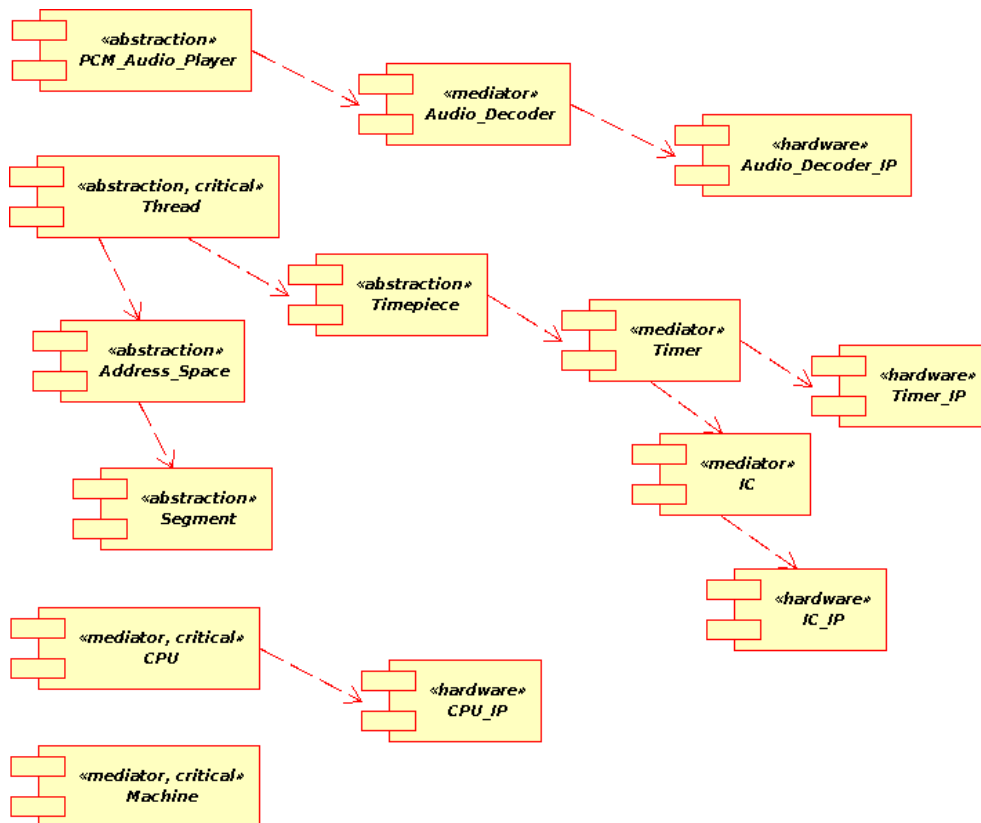 «abstraction»
PCM_Audio_Player
«mediator»
Audio_Decoder
«hardware»
Audio_Decoder_IP
«abstraction, critical»
Thread
«abstraction»
Timepiece
«mediator»
Timer
«abstraction»
Address_Space
«hardware»
Timer_IP
«mediator»
IC
«abstraction»
Segment
«hardware»
IC_IP
«mediator, critical»
CPU
«hardware»
CPU_IP
«mediator, critical»
Machine